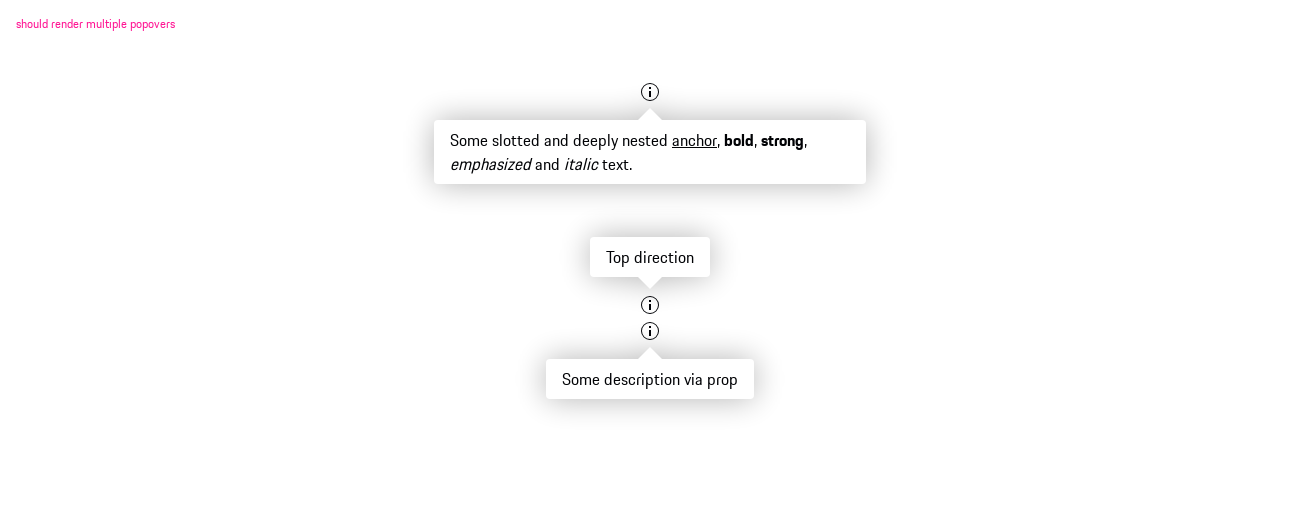 should render multiple popovers
Some slotted and deeply nested anchor, bold, strong,
emphasized and italic text.
Top direction
Some description via prop